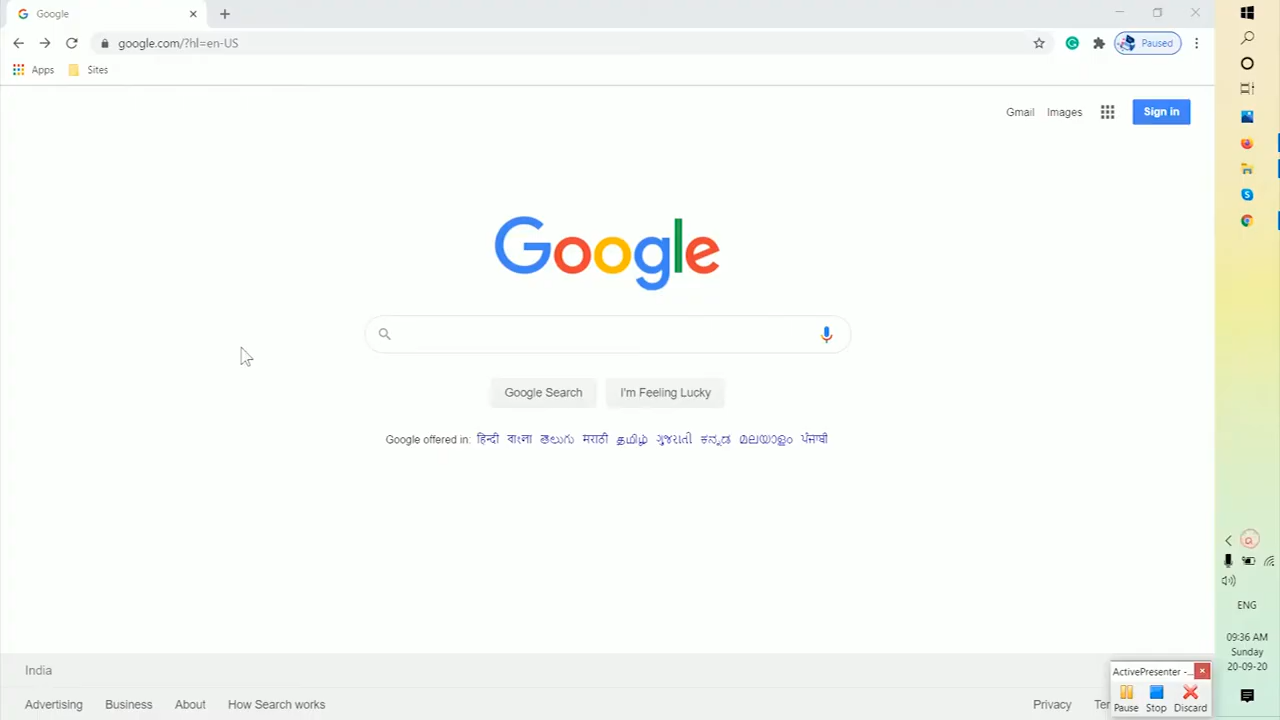 Google
google.com/?hl=en-US
Paused
Apps
Sites
Gmail Images
Sign in
Google
Google Search
I'm Feeling Lucky
Google offered in: हिन्दी বাংলা తెలుగు मराठी தமிழ் ગુજરાતી ಕನ್ನಡ മലയാളം ਪੰਜਾਬੀ
India
Advertising Business About How Search works
Privacy
ActivePresenter -...
Pause Stop Discard
ENG
09:36 AM
Sunday
20-09-20